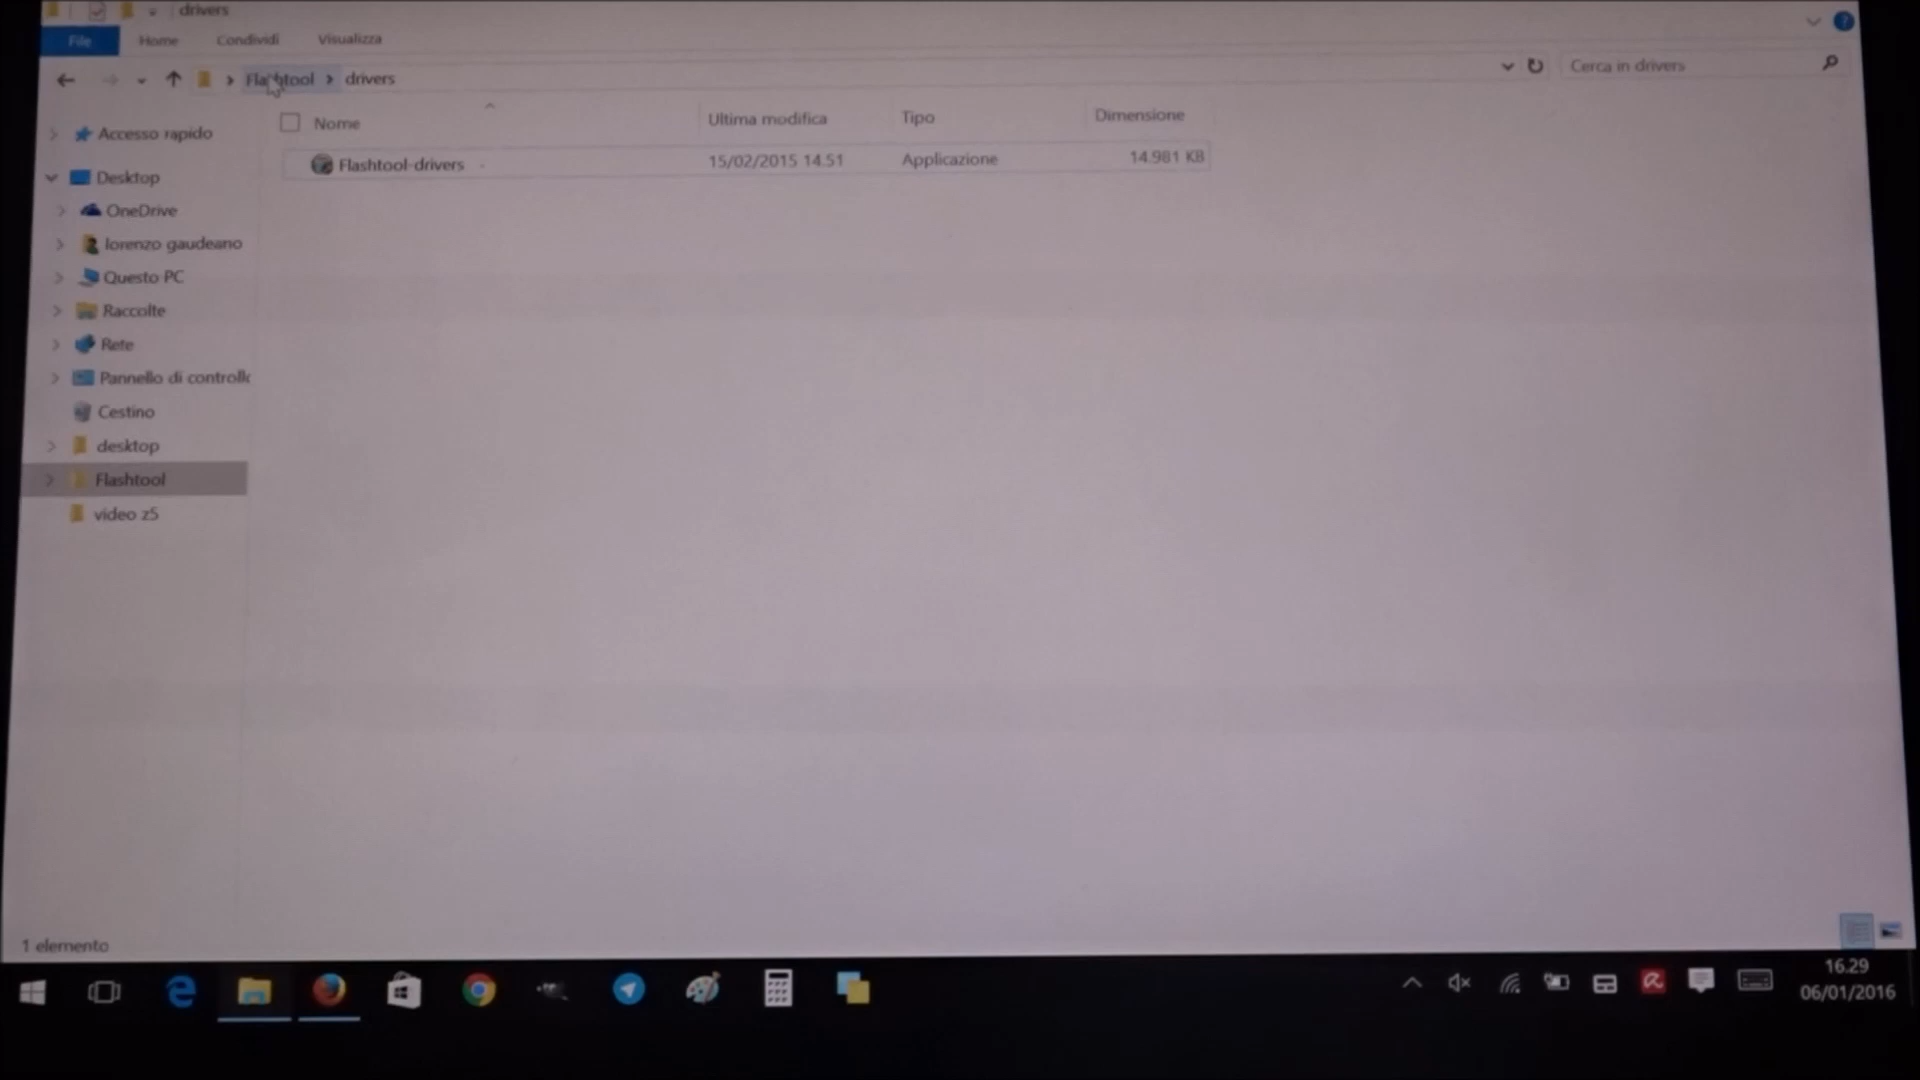 drivers
File Home Condividi Visualizza
Flashtool drivers
Cerca in drivers
Nome Ultima modifica Tipo Dimensione
Flashtool-drivers 15/02/2015 14.51 Applicazione 14.981 KB
Accesso rapido
Desktop
OneDrive
lorenzo gaudeano
Questo PC
Raccolte
Rete
Pannello di controllo
Cestino
desktop
Flashtool
video z5
1 elemento
16.29
06/01/2016